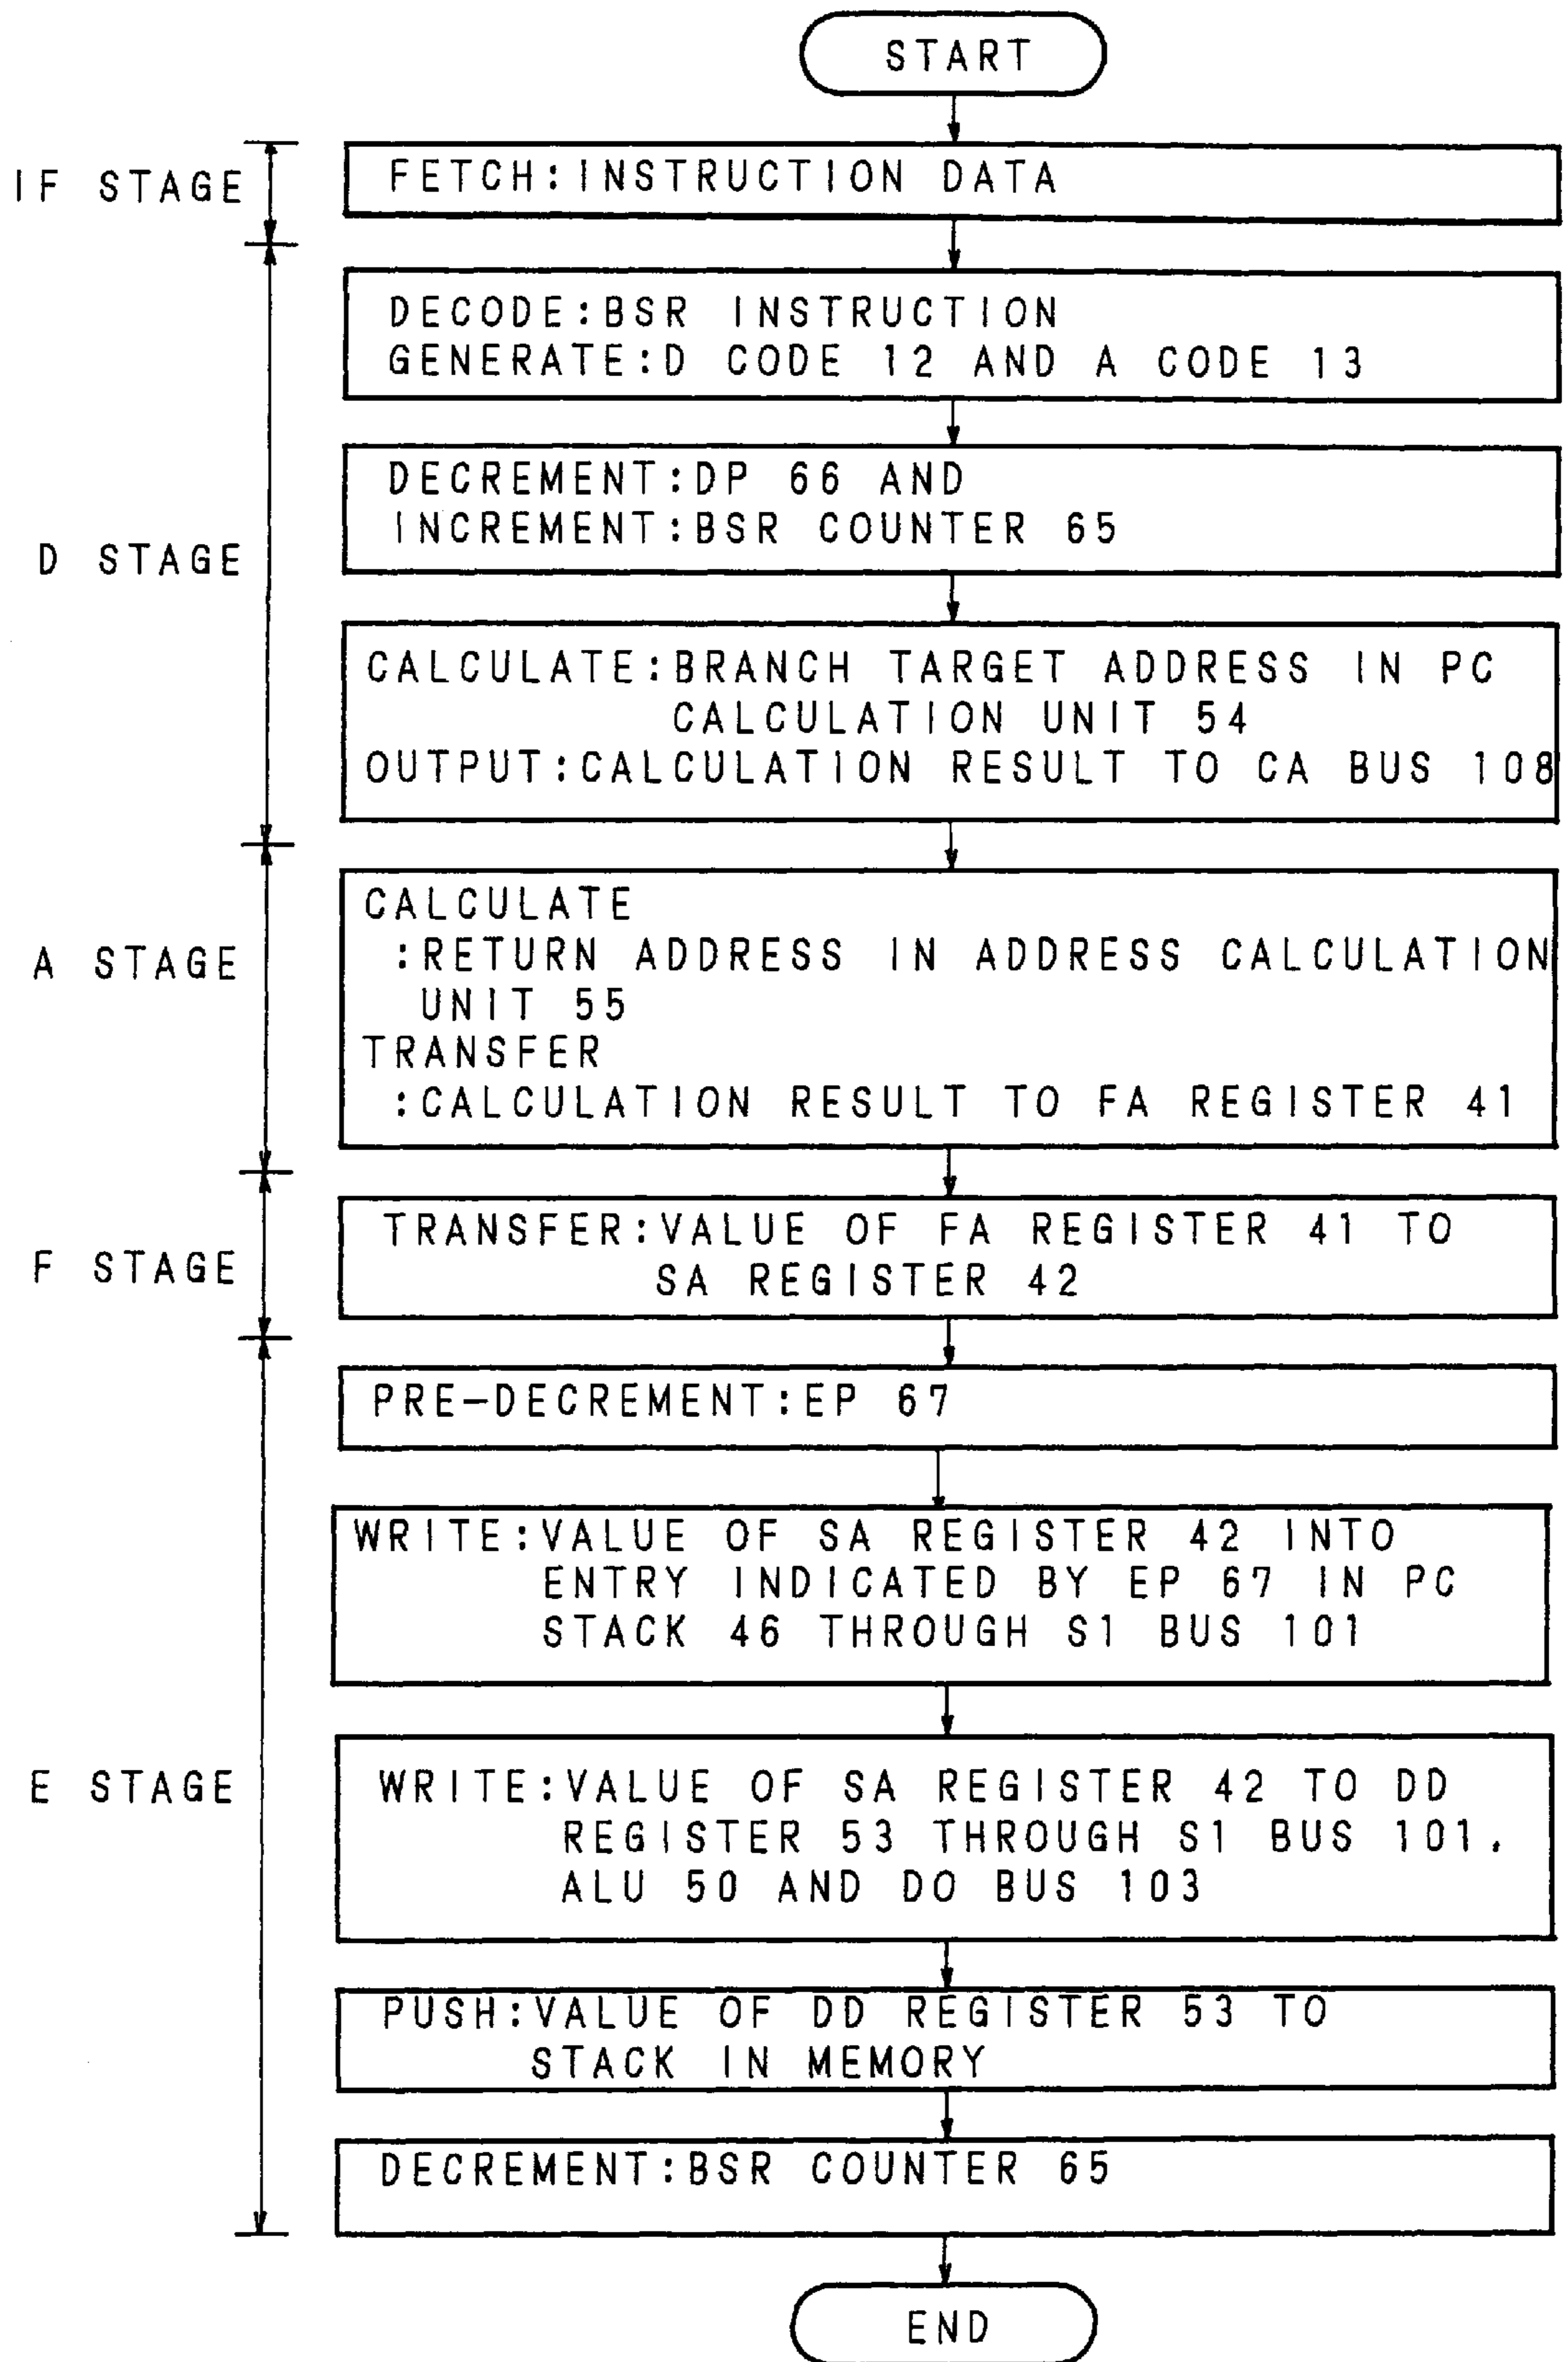 START
IF STAGE
FETCH:INSTRUCTION DATA
D STAGE
DECODE:BSR INSTRUCTION
GENERATE:D CODE 12 AND A CODE 13
DECREMENT:DP 66 AND
INCREMENT:BSR COUNTER 65
CALCULATE:BRANCH TARGET ADDRESS IN PC
CALCULATION UNIT 54
OUTPUT:CALCULATION RESULT TO CA BUS 108
A STAGE
CALCULATE
:RETURN ADDRESS IN ADDRESS CALCULATION
UNIT 55
TRANSFER
:CALCULATION RESULT TO FA REGISTER 41
F STAGE
TRANSFER:VALUE OF FA REGISTER 41 TO
SA REGISTER 42
E STAGE
PRE-DECREMENT:EP 67
WRITE:VALUE OF SA REGISTER 42 INTO
ENTRY INDICATED BY EP 67 IN PC
STACK 46 THROUGH S1 BUS 101
WRITE:VALUE OF SA REGISTER 42 TO DD
REGISTER 53 THROUGH S1 BUS 101,
ALU 50 AND DO BUS 103
PUSH:VALUE OF DD REGISTER 53 TO
STACK IN MEMORY
DECREMENT:BSR COUNTER 65
END